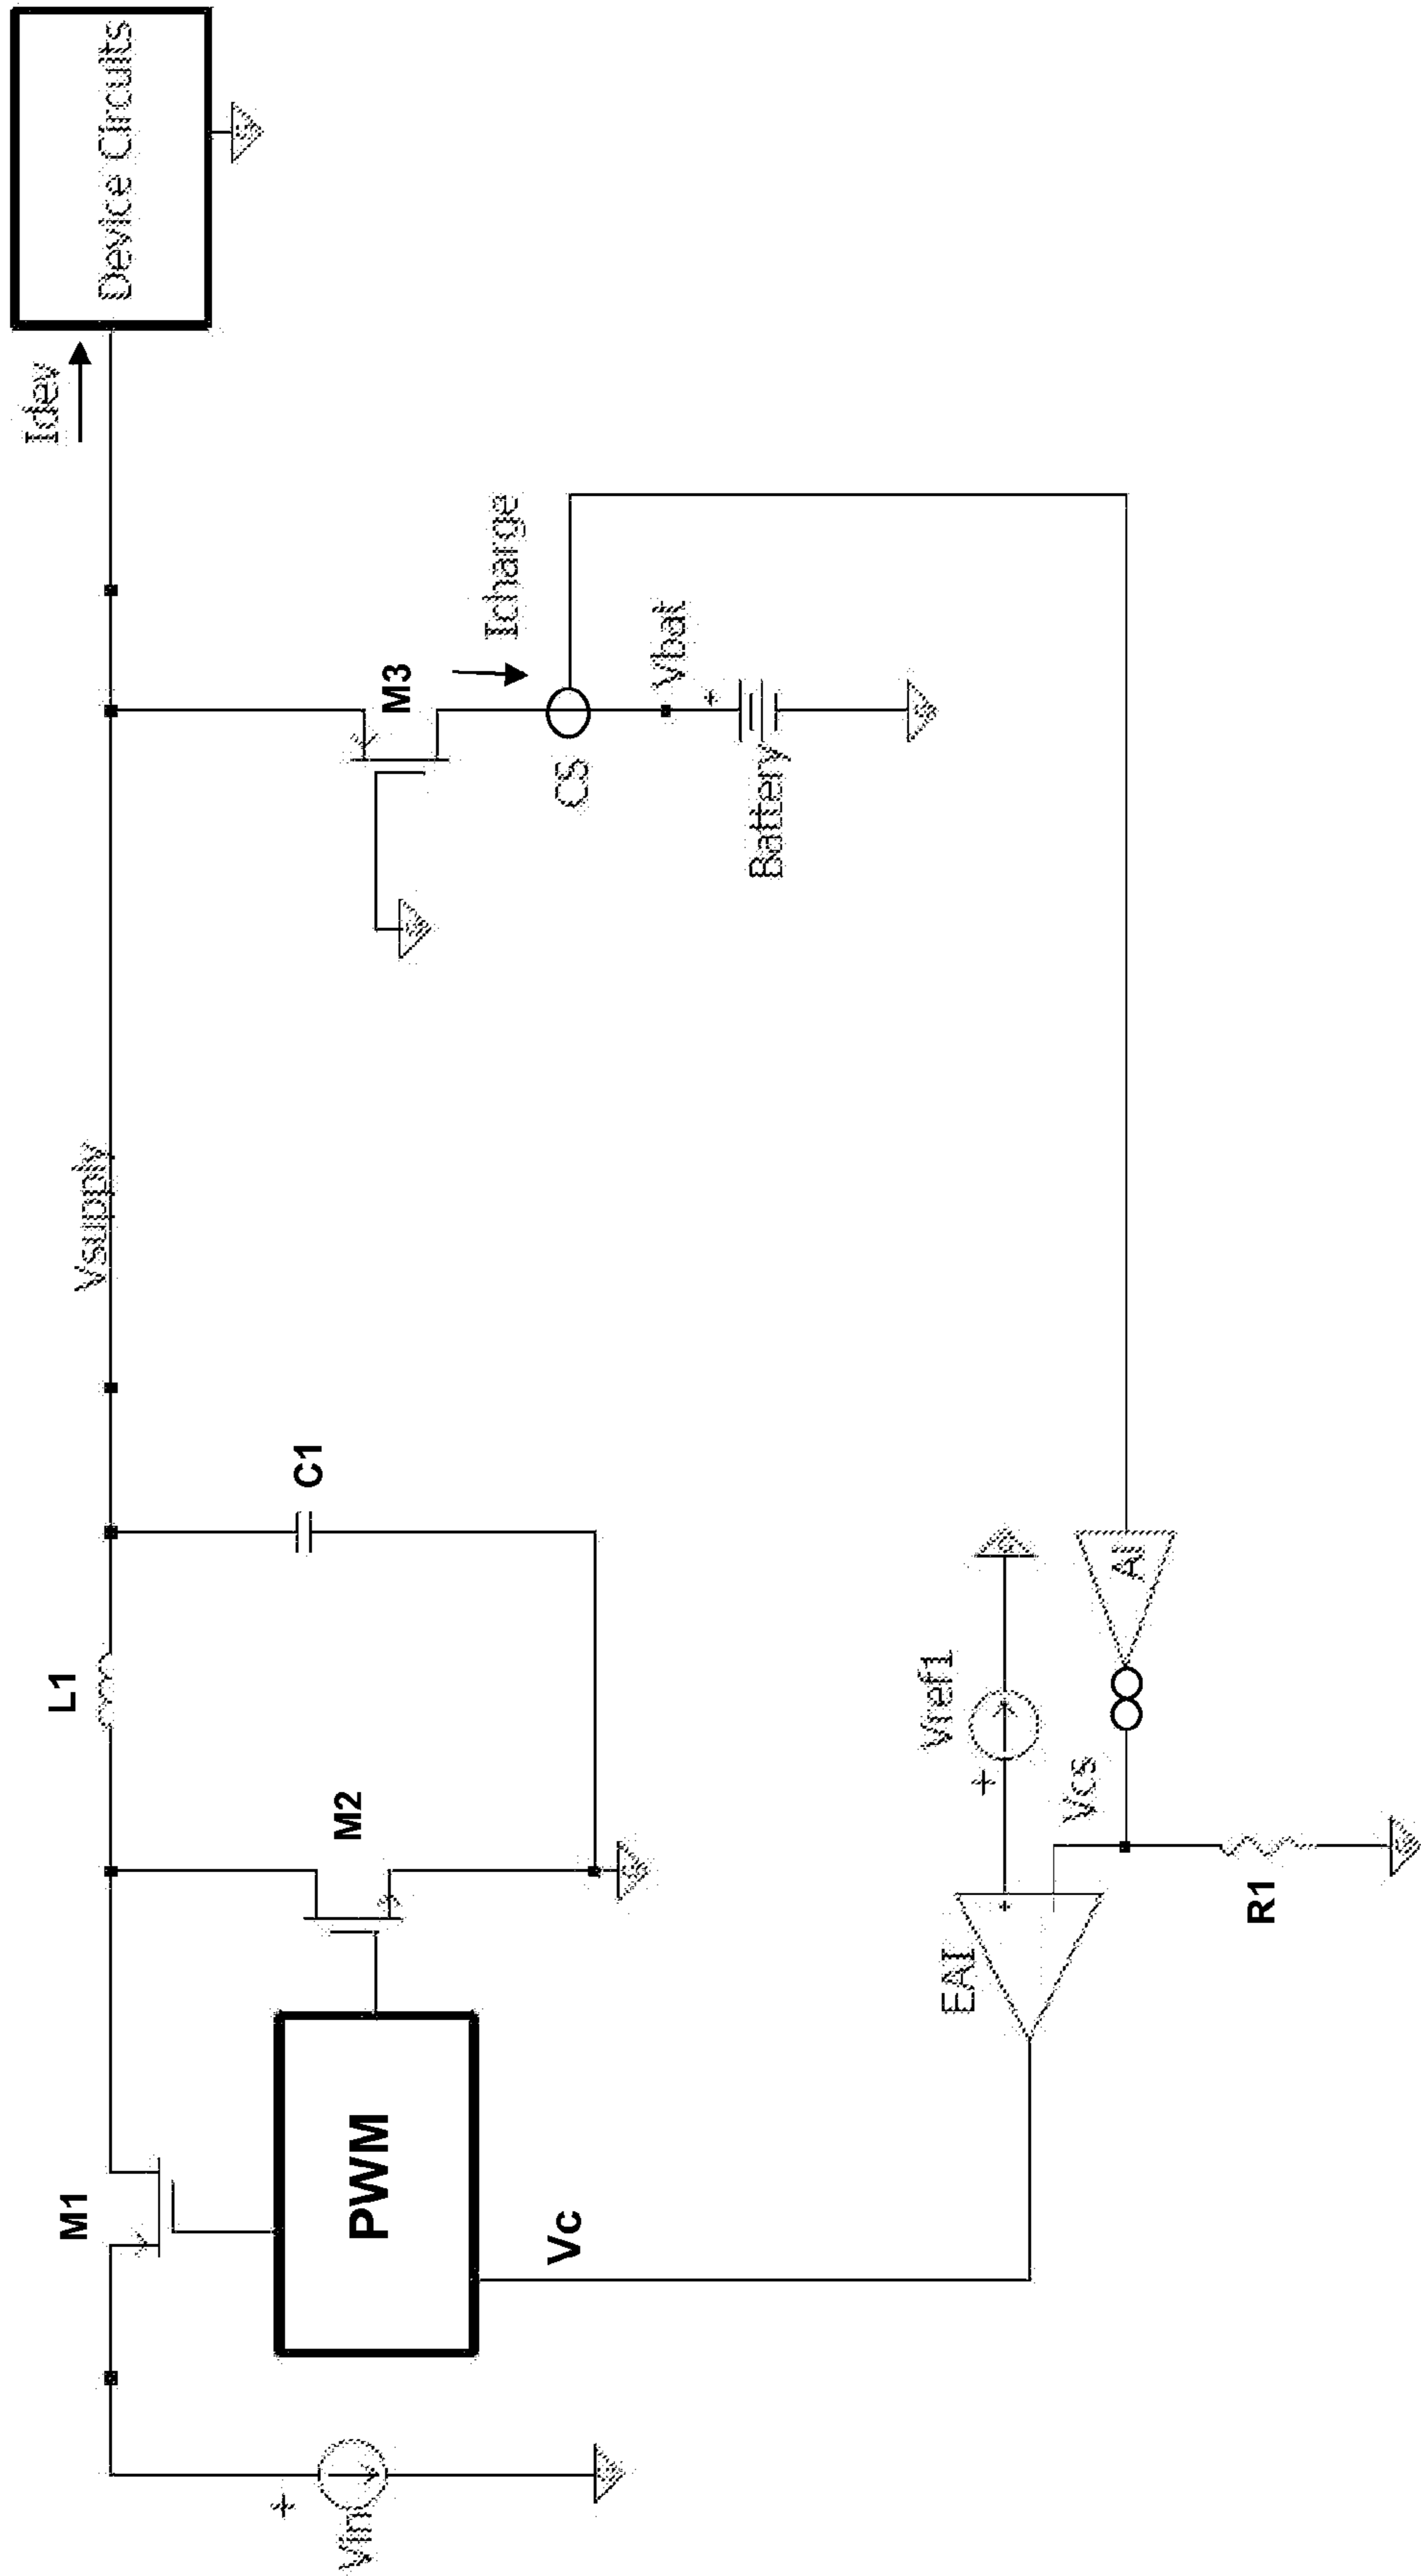 Device Circuits
Idev
Icharge
M3
Vbat
+
CS
Battery
Vsupply
C1
L1
M2
Vref1
+
AI
Vcs
R1
EAI
+
M1
PWM
Vc
Vin
+